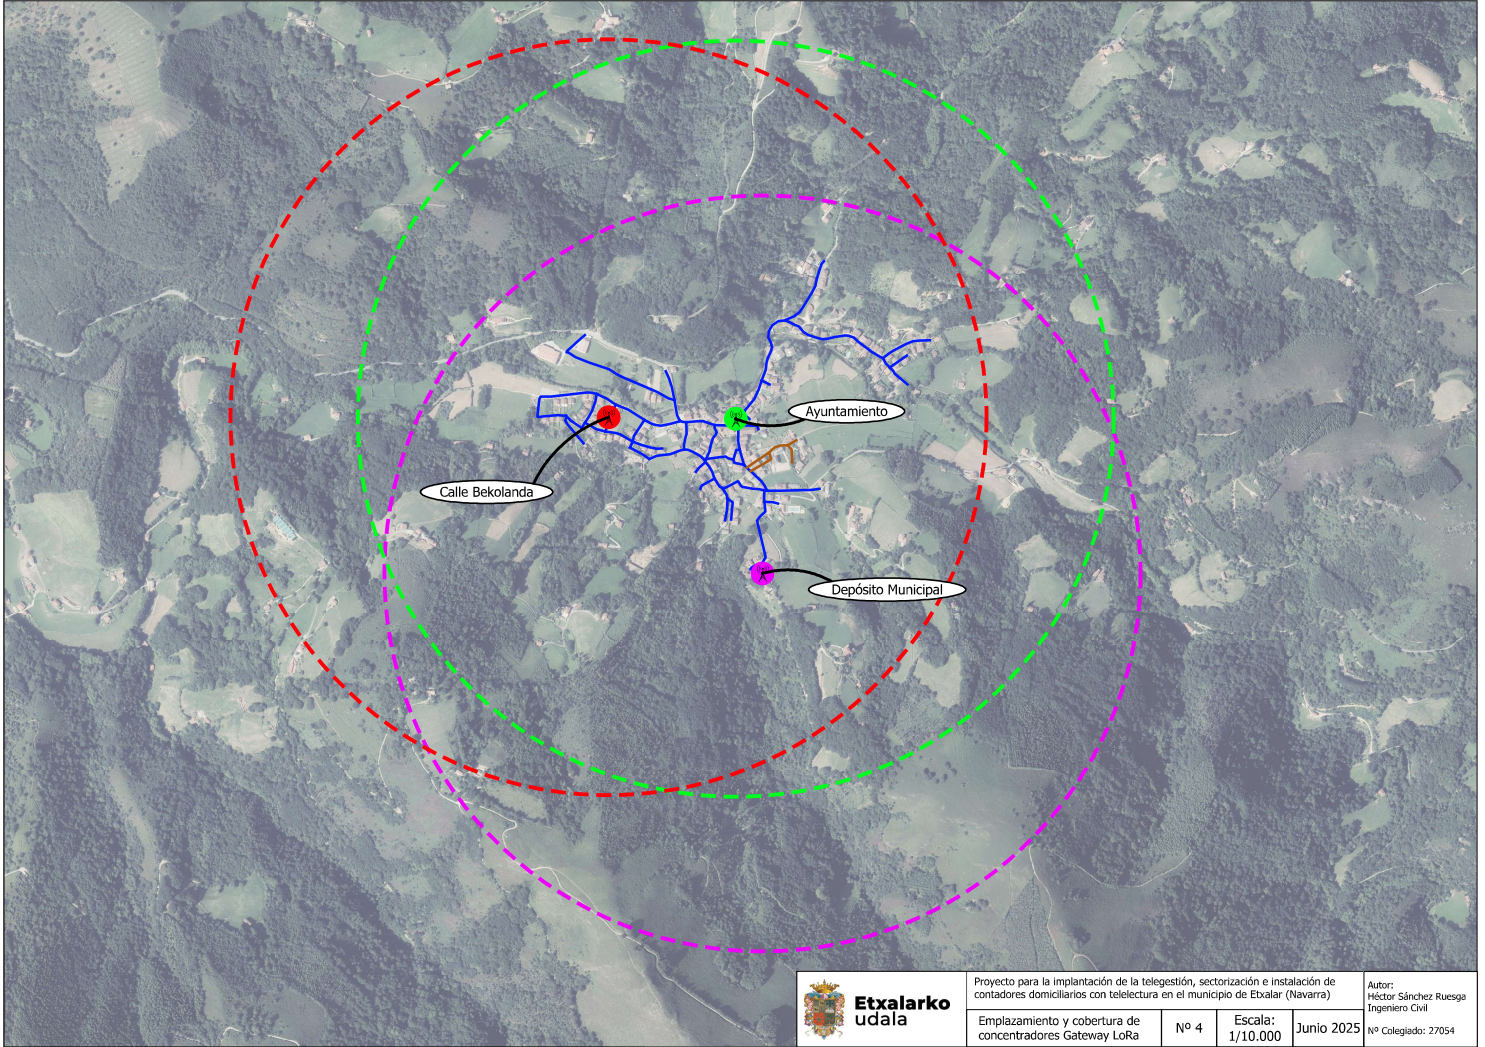 Ayuntamiento
Calle Bekolanda
Depósito Municipal
Etxalarko
udala
Proyecto para la implantación de la telegestión, sectorización e instalación de
contadores domiciliarios con telelectura en el municipio de Etxalar (Navarra)
Emplazamiento y cobertura de
concentradores Gateway LoRa
Nº 4
Escala:
1/10.000
Junio 2025
Autor:
Héctor Sánchez Ruesga
Ingeniero Civil
Nº Colegiado: 27054